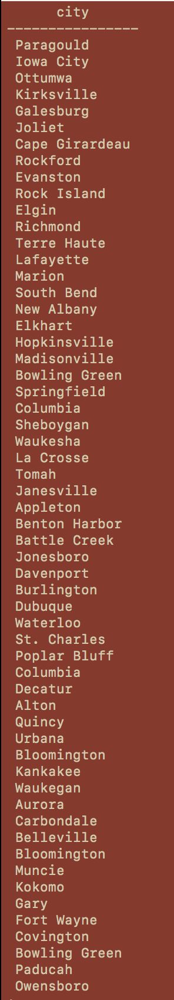 city
----------------
Paragould
Iowa City
Ottumwa
Kirksville
Galesburg
Joliet
Cape Girardeau
Rockford
Evanston
Rock Island
Elgin
Richmond
Terre Haute
Lafayette
Marion
South Bend
New Albany
Elkhart
Hopkinsville
Madisonville
Bowling Green
Springfield
Columbia
Sheboygan
Waukesha
La Crosse
Tomah
Janesville
Appleton
Benton Harbor
Battle Creek
Jonesboro
Davenport
Burlington
Dubuque
Waterloo
St. Charles
Poplar Bluff
Columbia
Decatur
Alton
Quincy
Urbana
Bloomington
Kankakee
Waukegan
Aurora
Carbondale
Belleville
Bloomington
Muncie
Kokomo
Gary
Fort Wayne
Covington
Bowling Green
Paducah
Owensboro